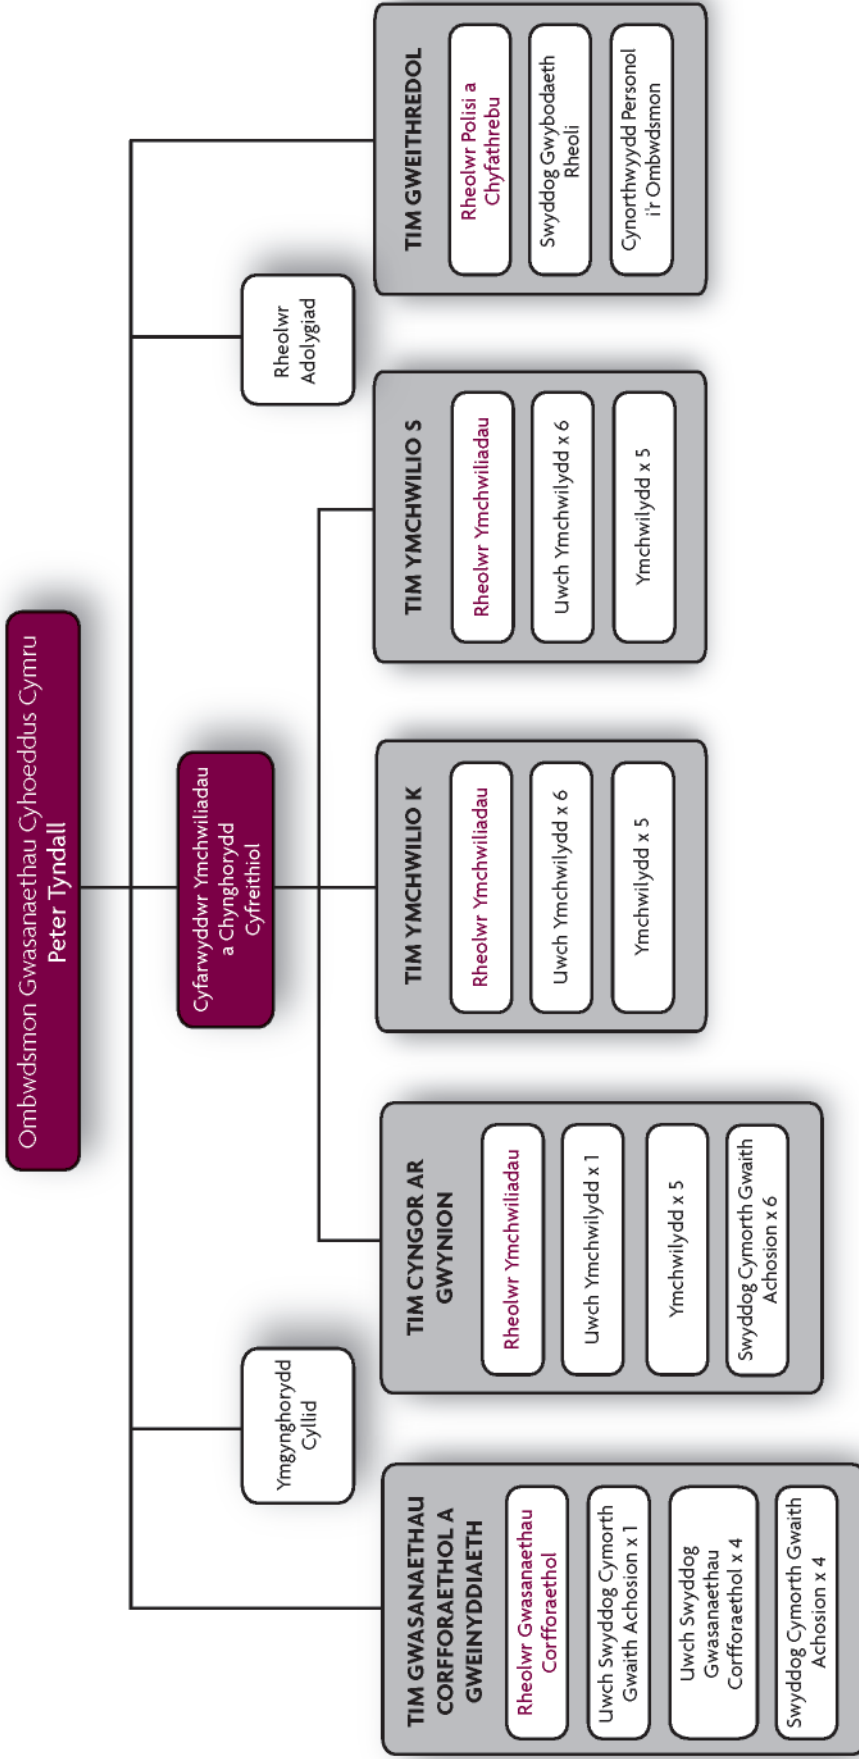 Ombwdsmon Gwasanaethau Cyhoeddus Cymru
Peter Tyndall
Cyfarwyddwr Ymchwiliadau
a Chynghorydd
Cyfreithiol
Ymgynghorydd
Cyllid
Rheolwr
Adolygiad
TIM GWASANAETHAU
CORFFORAETHOL A
GWEINYDDIAETH
Rheolwr Gwasanaethau
Corfforaethol
Uwch Swyddog Cymorth
Gwaith Achosion x 1
Uwch Swyddog
Gwasanaethau
Corfforaethol x 4
Swyddog Cymorth Gwaith
Achosion x 4
TIM CYNGOR AR
GWYNION
Rheolwr Ymchwiliadau
Uwch Ymchwilydd x 1
Ymchwilydd x 5
Swyddog Cymorth Gwaith
Achosion x 6
TIM YMCHWILIO K
Rheolwr Ymchwiliadau
Uwch Ymchwilydd x 6
Ymchwilydd x 5
TIM YMCHWILIO S
Rheolwr Ymchwiliadau
Uwch Ymchwilydd x 6
Ymchwilydd x 5
TIM GWEITHREDOL
Rheolwr Polisi a
Chyfathrebu
Swyddog Gwybodaeth
Rheoli
Cynorthwyydd Personol
i'r Ombwdsmon